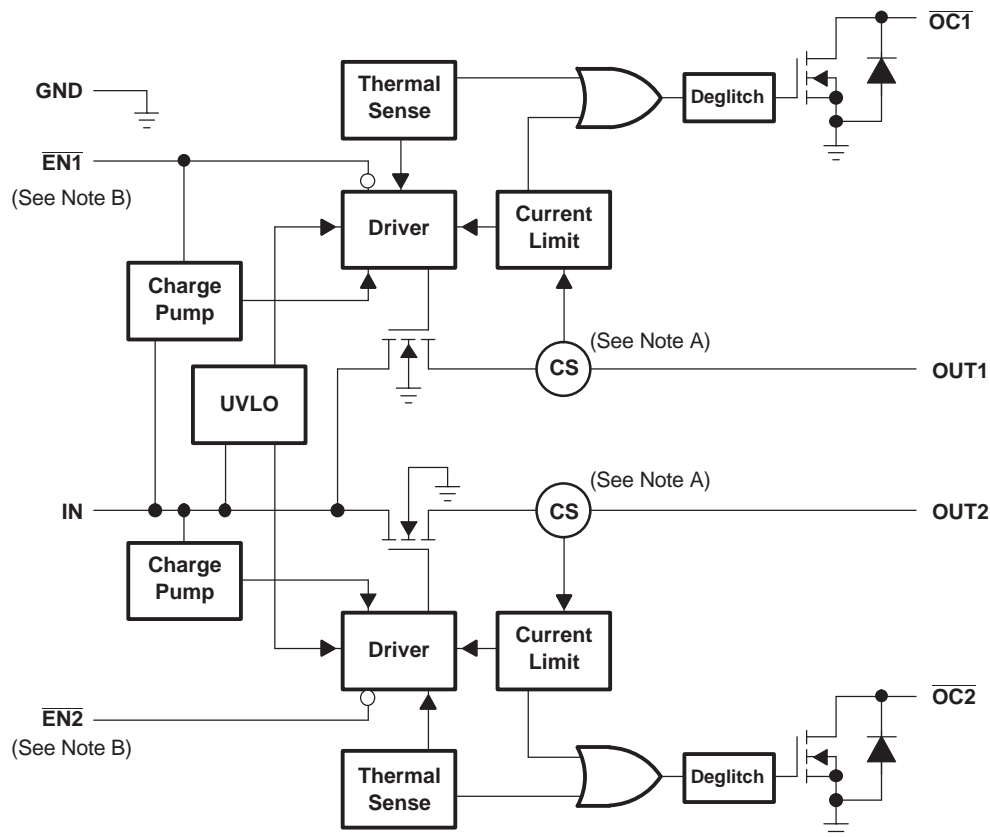 OC1
Thermal
Sense
Deglitch
GND
EN1
(See Note B)
Driver
Current
Limit
Charge
Pump
(See Note A)
CS
OUT1
UVLO
(See Note A)
IN
CS
OUT2
Charge
Pump
Driver
Current
Limit
EN2
(See Note B)
OC2
Thermal
Sense
Deglitch